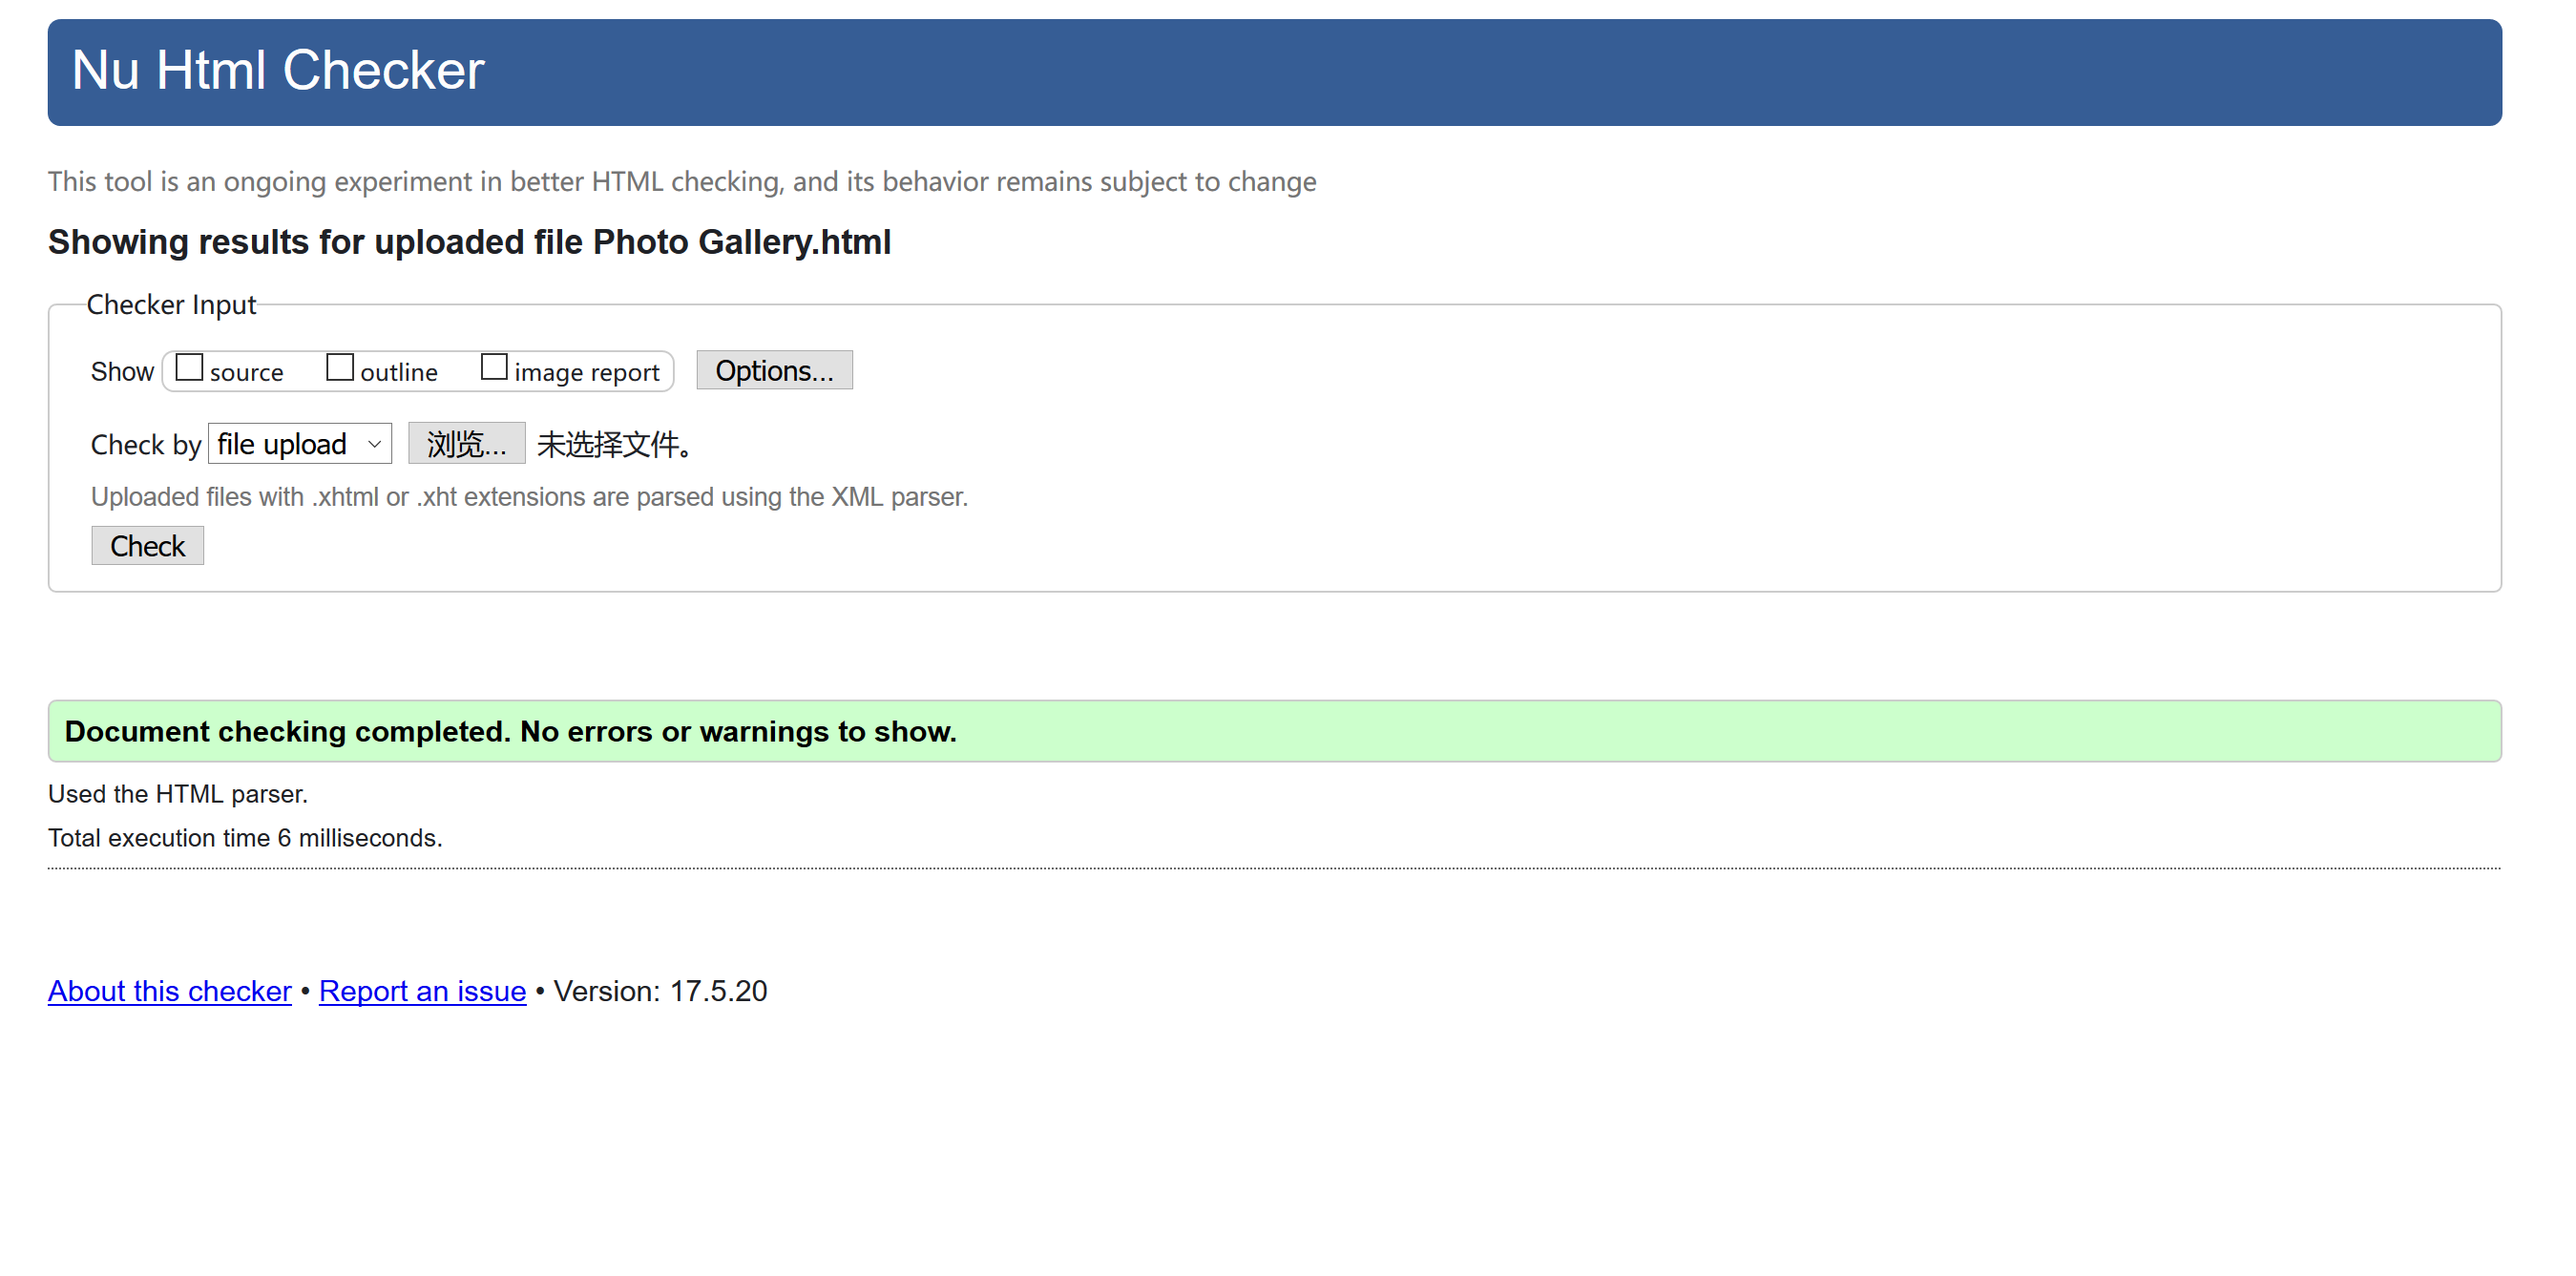 Nu Html Checker
This tool is an ongoing experiment in better HTML checking, and its behavior remains subject to change
Showing results for uploaded file Photo Gallery.html
Checker Input
Show source outline image report Options...
Check by file upload 浏览... 未选择文件。
Uploaded files with .xhtml or .xht extensions are parsed using the XML parser.
Check
Document checking completed. No errors or warnings to show.
Used the HTML parser.
Total execution time 6 milliseconds.
About this checker • Report an issue • Version: 17.5.20